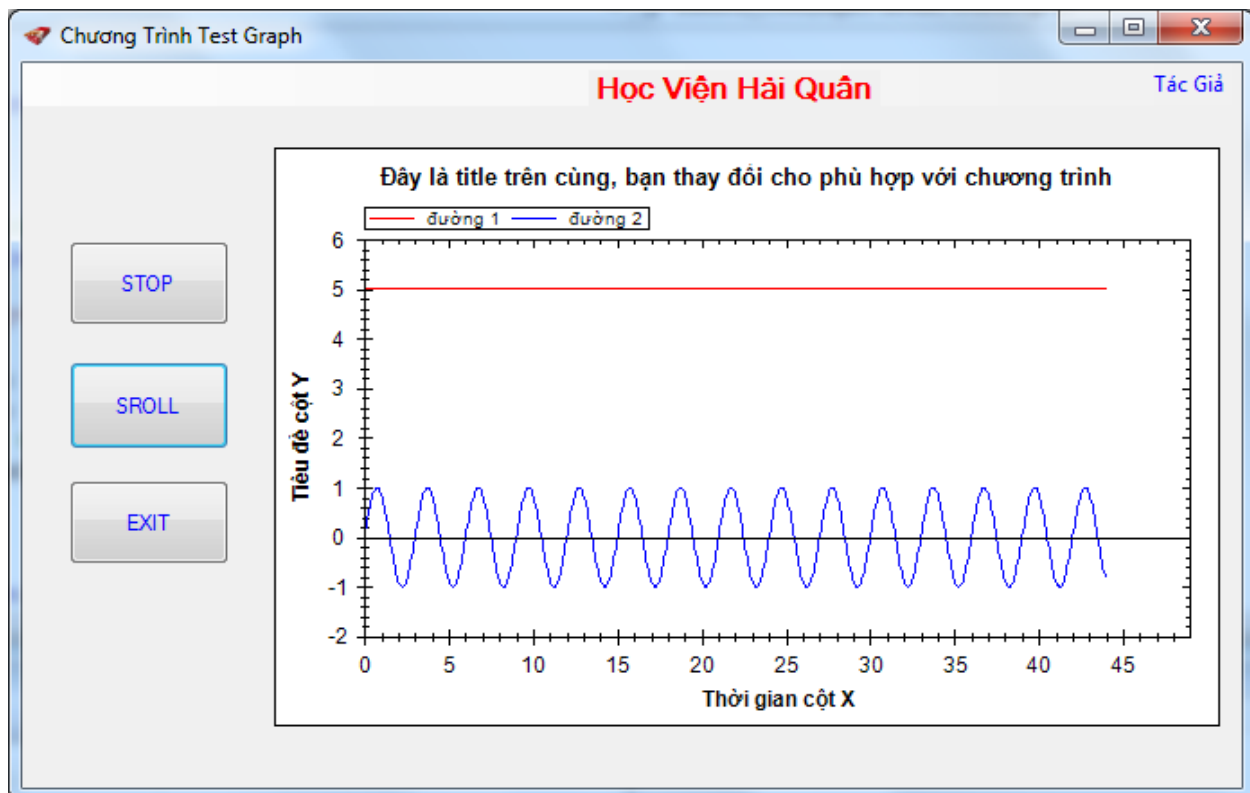 Chương Trình Test Graph
Học Viện Hải Quân
Tác Giả
Đây là title trên cùng, bạn thay đổi cho phù hợp với chương trình
đường 1 đường 2
STOP
SROLL
EXIT
Tiêu đề cột Y
6
5
4
3
2
1
0
-1
-2
0 5 10 15 20 25 30 35 40 45
Thời gian cột X